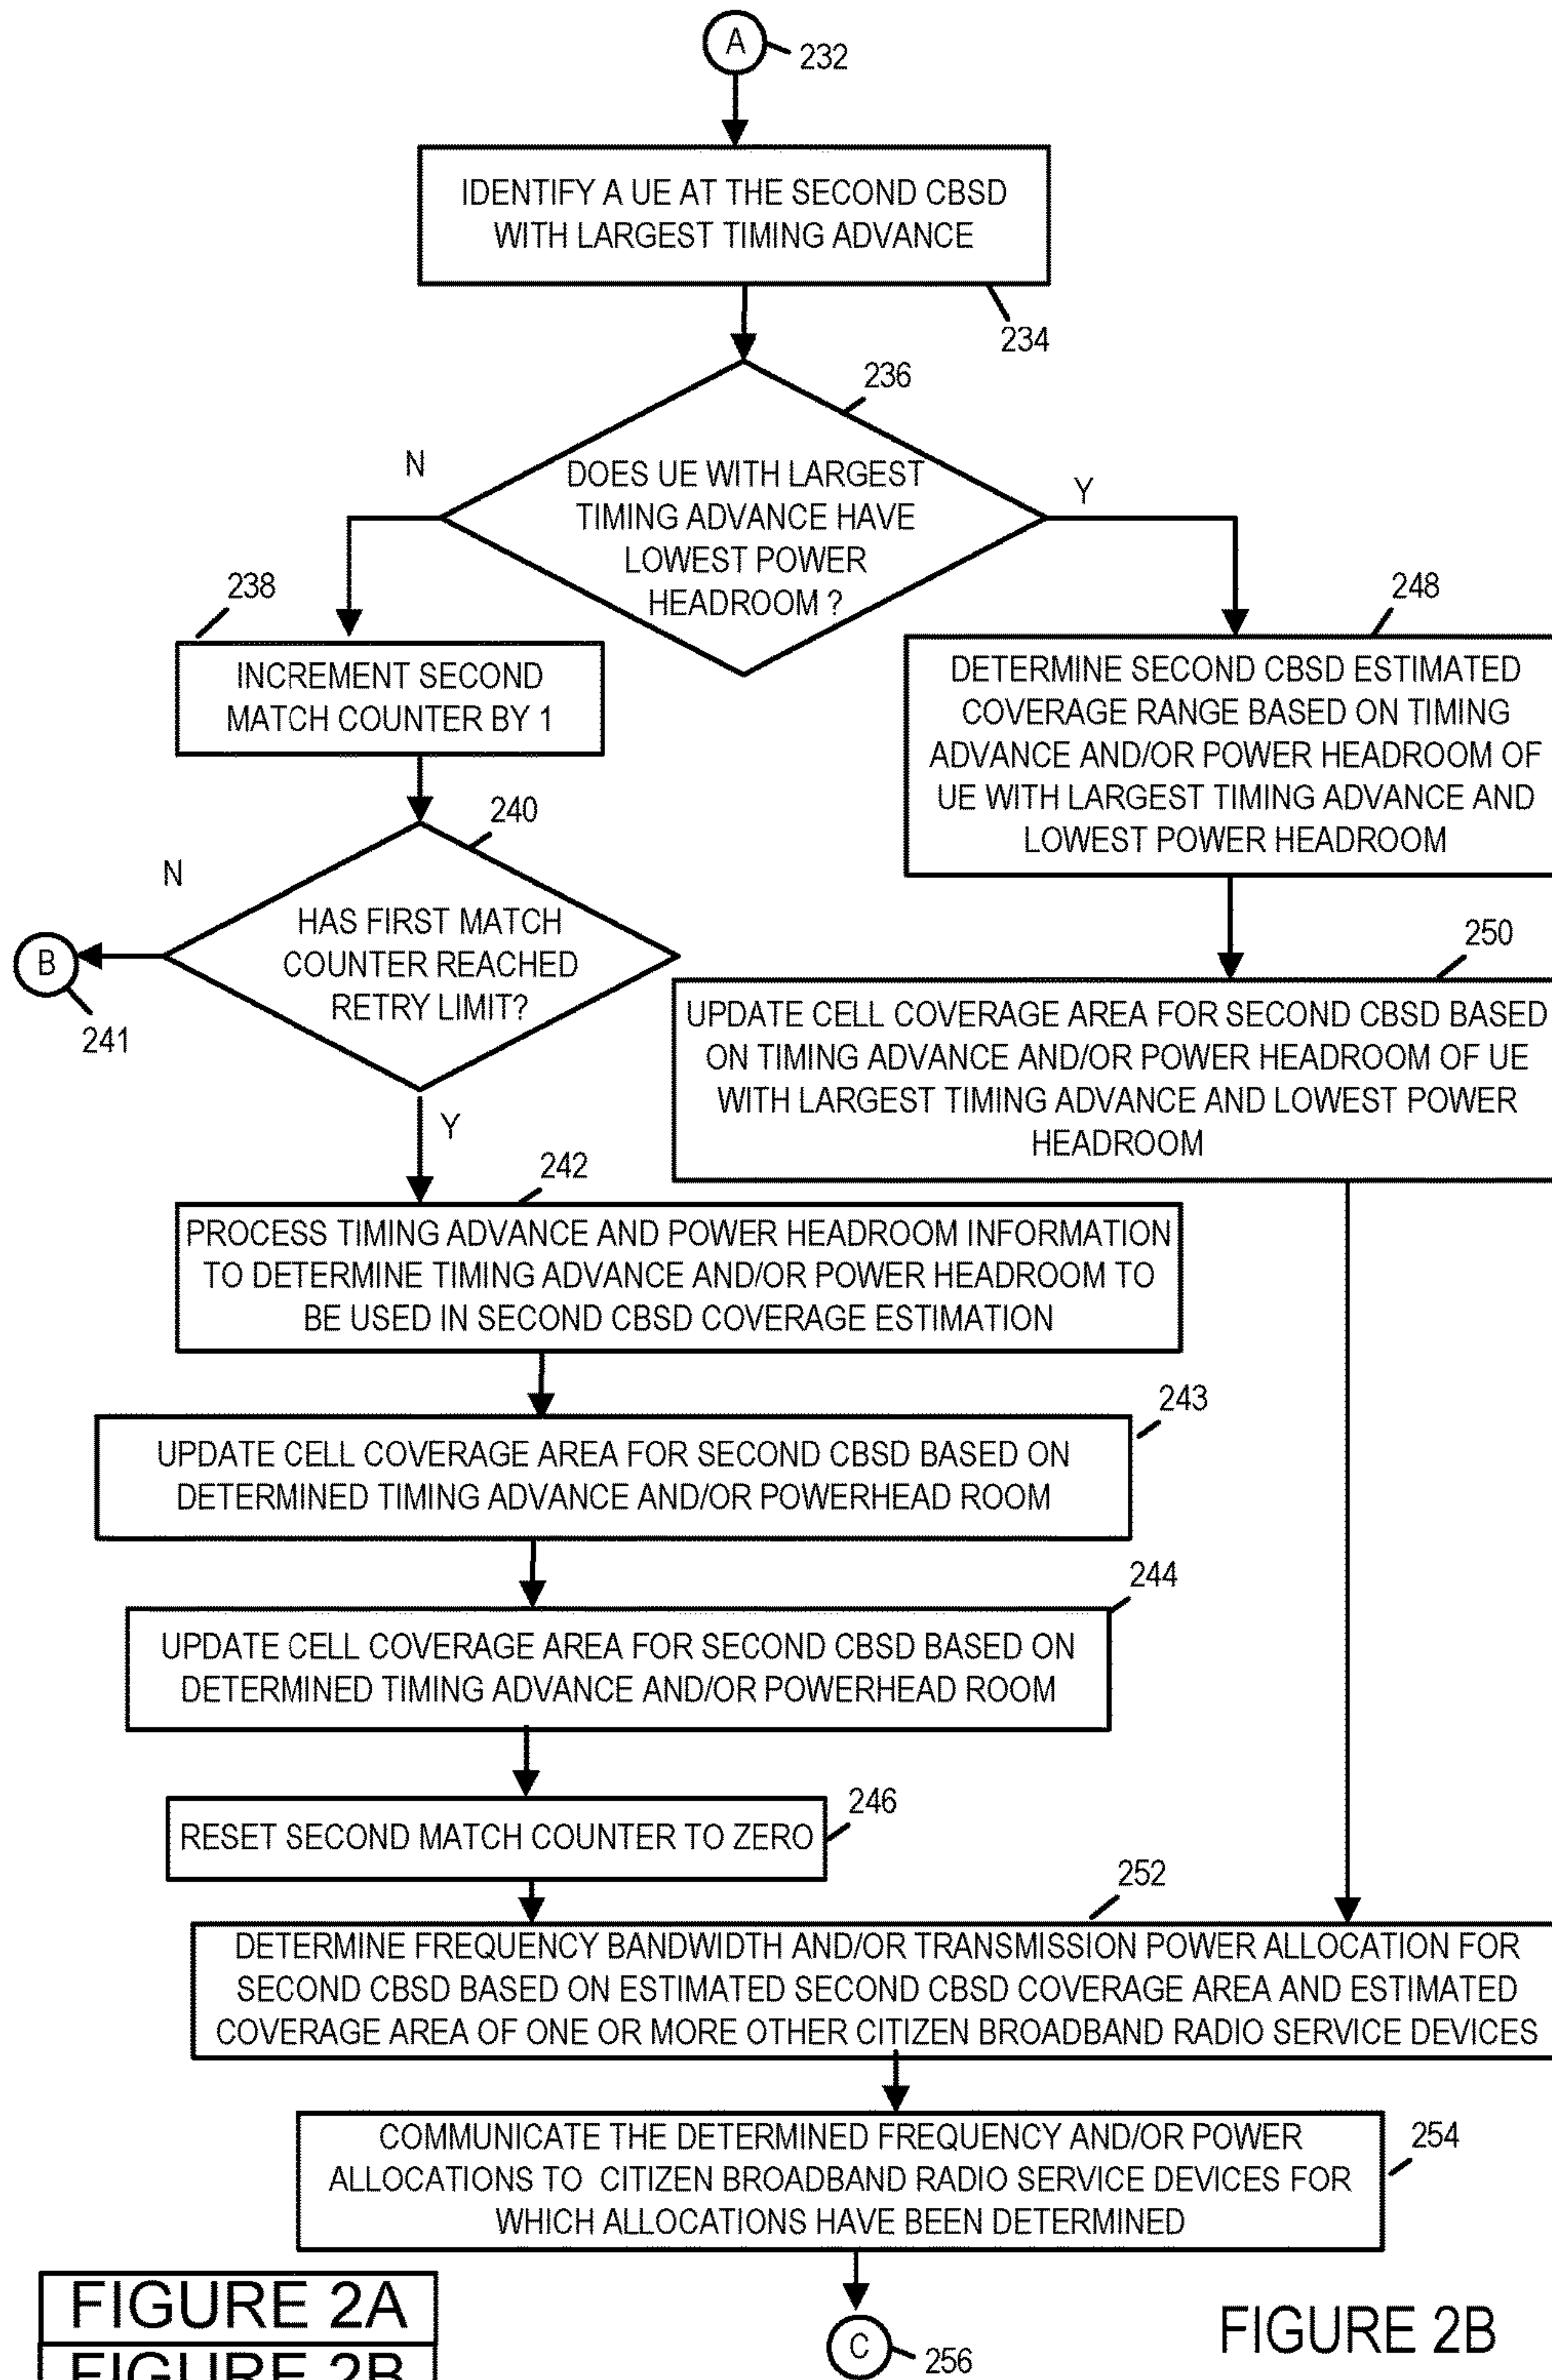 A
232
IDENTIFY A UE AT THE SECOND CBSD
WITH LARGEST TIMING ADVANCE
234
236
N
DOES UE WITH LARGEST
TIMING ADVANCE HAVE
LOWEST POWER
HEADROOM ?
Y
238
INCREMENT SECOND
MATCH COUNTER BY 1
248
DETERMINE SECOND CBSD ESTIMATED
COVERAGE RANGE BASED ON TIMING
ADVANCE AND/OR POWER HEADROOM OF
UE WITH LARGEST TIMING ADVANCE AND
LOWEST POWER HEADROOM
240
N
HAS FIRST MATCH
COUNTER REACHED
RETRY LIMIT?
B
241
Y
250
UPDATE CELL COVERAGE AREA FOR SECOND CBSD BASED
ON TIMING ADVANCE AND/OR POWER HEADROOM OF UE
WITH LARGEST TIMING ADVANCE AND LOWEST POWER
HEADROOM
242
PROCESS TIMING ADVANCE AND POWER HEADROOM INFORMATION
TO DETERMINE TIMING ADVANCE AND/OR POWER HEADROOM TO
BE USED IN SECOND CBSD COVERAGE ESTIMATION
243
UPDATE CELL COVERAGE AREA FOR SECOND CBSD BASED ON
DETERMINED TIMING ADVANCE AND/OR POWERHEAD ROOM
244
UPDATE CELL COVERAGE AREA FOR SECOND CBSD BASED ON
DETERMINED TIMING ADVANCE AND/OR POWERHEAD ROOM
246
RESET SECOND MATCH COUNTER TO ZERO
252
DETERMINE FREQUENCY BANDWIDTH AND/OR TRANSMISSION POWER ALLOCATION FOR
SECOND CBSD BASED ON ESTIMATED SECOND CBSD COVERAGE AREA AND ESTIMATED
COVERAGE AREA OF ONE OR MORE OTHER CITIZEN BROADBAND RADIO SERVICE DEVICES
COMMUNICATE THE DETERMINED FREQUENCY AND/OR POWER
ALLOCATIONS TO CITIZEN BROADBAND RADIO SERVICE DEVICES FOR
WHICH ALLOCATIONS HAVE BEEN DETERMINED
254
C
256
FIGURE 2A
FIGURE 2B
FIGURE 2B